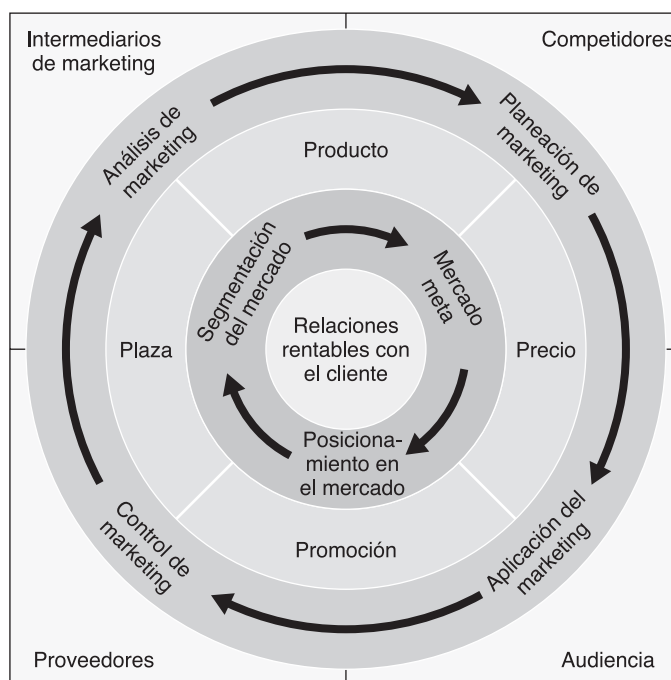 Intermediarios
de marketing
Competidores
Análisis de
marketing
Planeación de
marketing
Producto
Segmentación
del mercado
Mercado
meta
Plaza
Relaciones
rentables con
el cliente
Precio
Posiciona-
miento en
el mercado
Control de
marketing
Promoción
Aplicación del
marketing
Proveedores
Audiencia